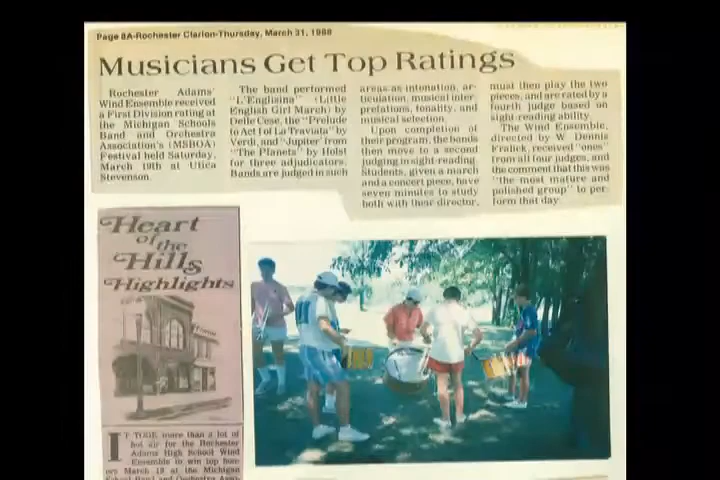 Page 8A-Rochester Clarion-Thursday, March 31, 1988
Musicians Get Top Ratings
Rochester Adams'
Wind Ensemble received
a First Division rating at
the Michigan Schools
Band and Orchestra
Association's (MSBOA)
Festival held Saturday,
March 19th at Utica
Stevenson.
The band performed
"L'Englisina" (Little
English Girl March) by
Delle Cese, the "Prelude
to Act I of La Traviata" by
Verdi, and "Jupiter" from
"The Planets" by Holst
for three adjudicators.
Bands are judged in such
areas as intonation, ar-
ticulation, musical inter
pretations, tonality, and
musical selection.
Upon completion of
their program, the bands
then move to a second
judging in sight-reading.
Students, given a march
and a concert piece, have
seven minutes to study
both with their director,
must then play the two
pieces, and are rated by a
fourth judge based on
sight-reading ability.
The Wind Ensemble,
directed by W. Dennis
Fralick, received "ones"
from all four judges, and
the comment that this was
"the most mature and
polished group" to per-
form that day.
Heart
of the
Hills
Highlights
IT TOOK more than a lot of
hot air for the Rochester
Adams High School Wind
Ensemble to win top hon-
ors March 19 at the Michigan
School Band and Orchestra Asso-